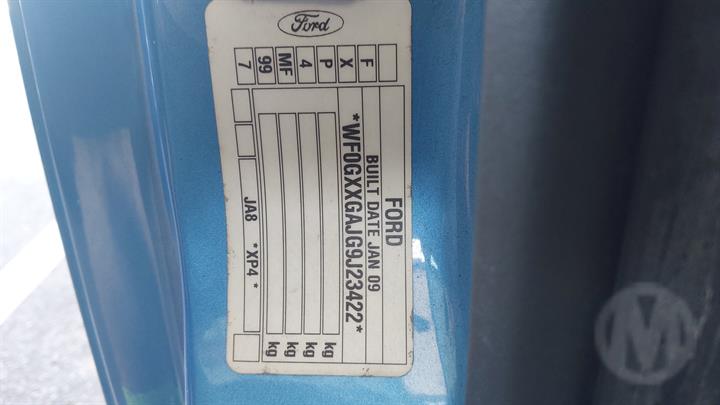 Ford
FORD
BUILT DATE JAN 09
*WF0GXXGAJG9J23422*
kg
kg
kg
kg
JA8 *XP4 *
F
X
P
4
MF
99
7
M